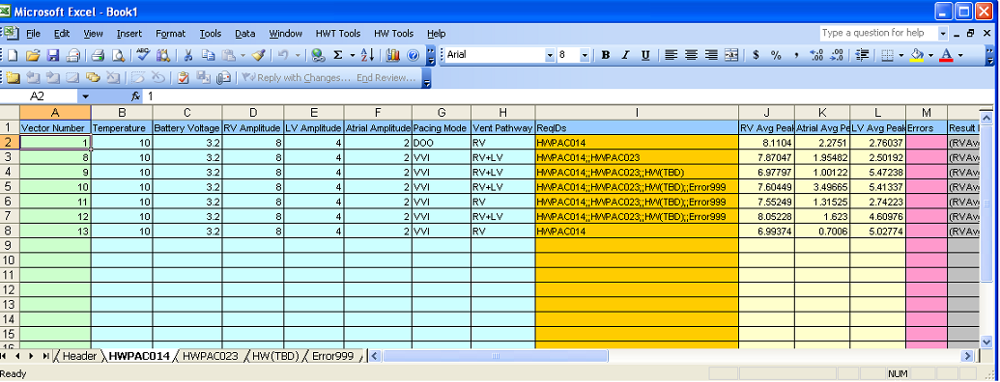 Microsoft Excel - Book1
File Edit View Insert Format Tools Data Window HWT Tools HW Tools Help Type a question for help
Arial 8 B I U $ % ,
Reply with Changes... End Review...
A2 fx 1
A B C D E F G H I J K L M
1 Vector Number Temperature Battery Voltage RV Amplitude LV Amplitude Atrial Amplitude Pacing Mode Vent Pathway ReqIDs RV Avg Peak Atrial Avg Pe LV Avg Peak Errors Result
2 1 10 3.2 8 4 2 DOO RV HWPAC014 8.1104 2.2751 2.76037 (RVAv
3 8 10 3.2 8 4 2 VVI RV+LV HWPAC014;;HWPAC023 7.87047 1.95482 2.50192 (RVAv
4 9 10 3.2 8 4 2 VVI RV+LV HWPAC014;;HWPAC023;;HW(TBD) 6.97797 1.00122 5.47238 (RVAv
5 10 10 3.2 8 4 2 VVI RV+LV HWPAC014;;HWPAC023;;HW(TBD);;Error999 7.60449 3.49665 5.41337 (RVAv
6 11 10 3.2 8 4 2 VVI RV HWPAC014;;HWPAC023;;HW(TBD);;Error999 7.55249 1.31525 2.74223 (RVAv
7 12 10 3.2 8 4 2 VVI RV+LV HWPAC014;;HWPAC023;;HW(TBD);;Error999 8.05228 1.623 4.60976 (RVAv
8 13 10 3.2 8 4 2 VVI RV HWPAC014 6.99374 0.7006 5.02774 (RVAv
9
10
11
12
13
14
15
16
Header HWPAC014 HWPAC023 HW(TBD) Error999
Ready NUM